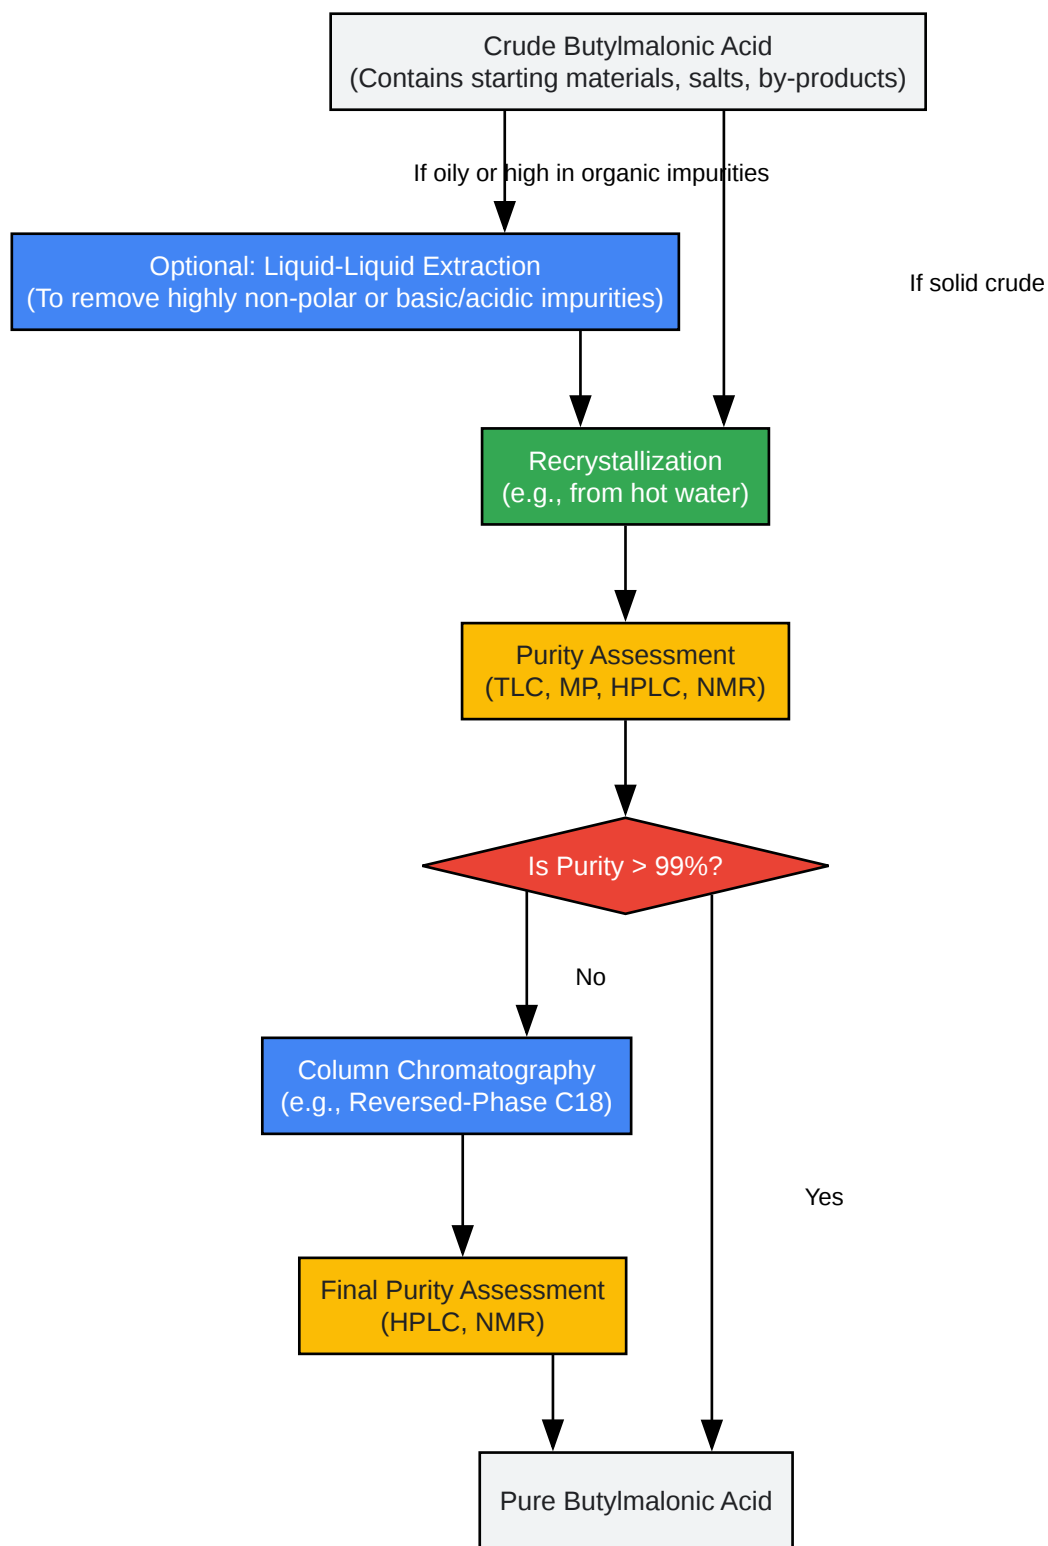 Crude Butylmalonic Acid
(Contains starting materials, salts, by-products)
If oily or high in organic impurities
Optional: Liquid-Liquid Extraction
(To remove highly non-polar or basic/acidic impurities)
If solid crude
Recrystallization
(e.g., from hot water)
Purity Assessment
(TLC, MP, HPLC, NMR)
Is Purity > 99%?
No
Column Chromatography
(e.g., Reversed-Phase C18)
Yes
Final Purity Assessment
(HPLC, NMR)
Pure Butylmalonic Acid